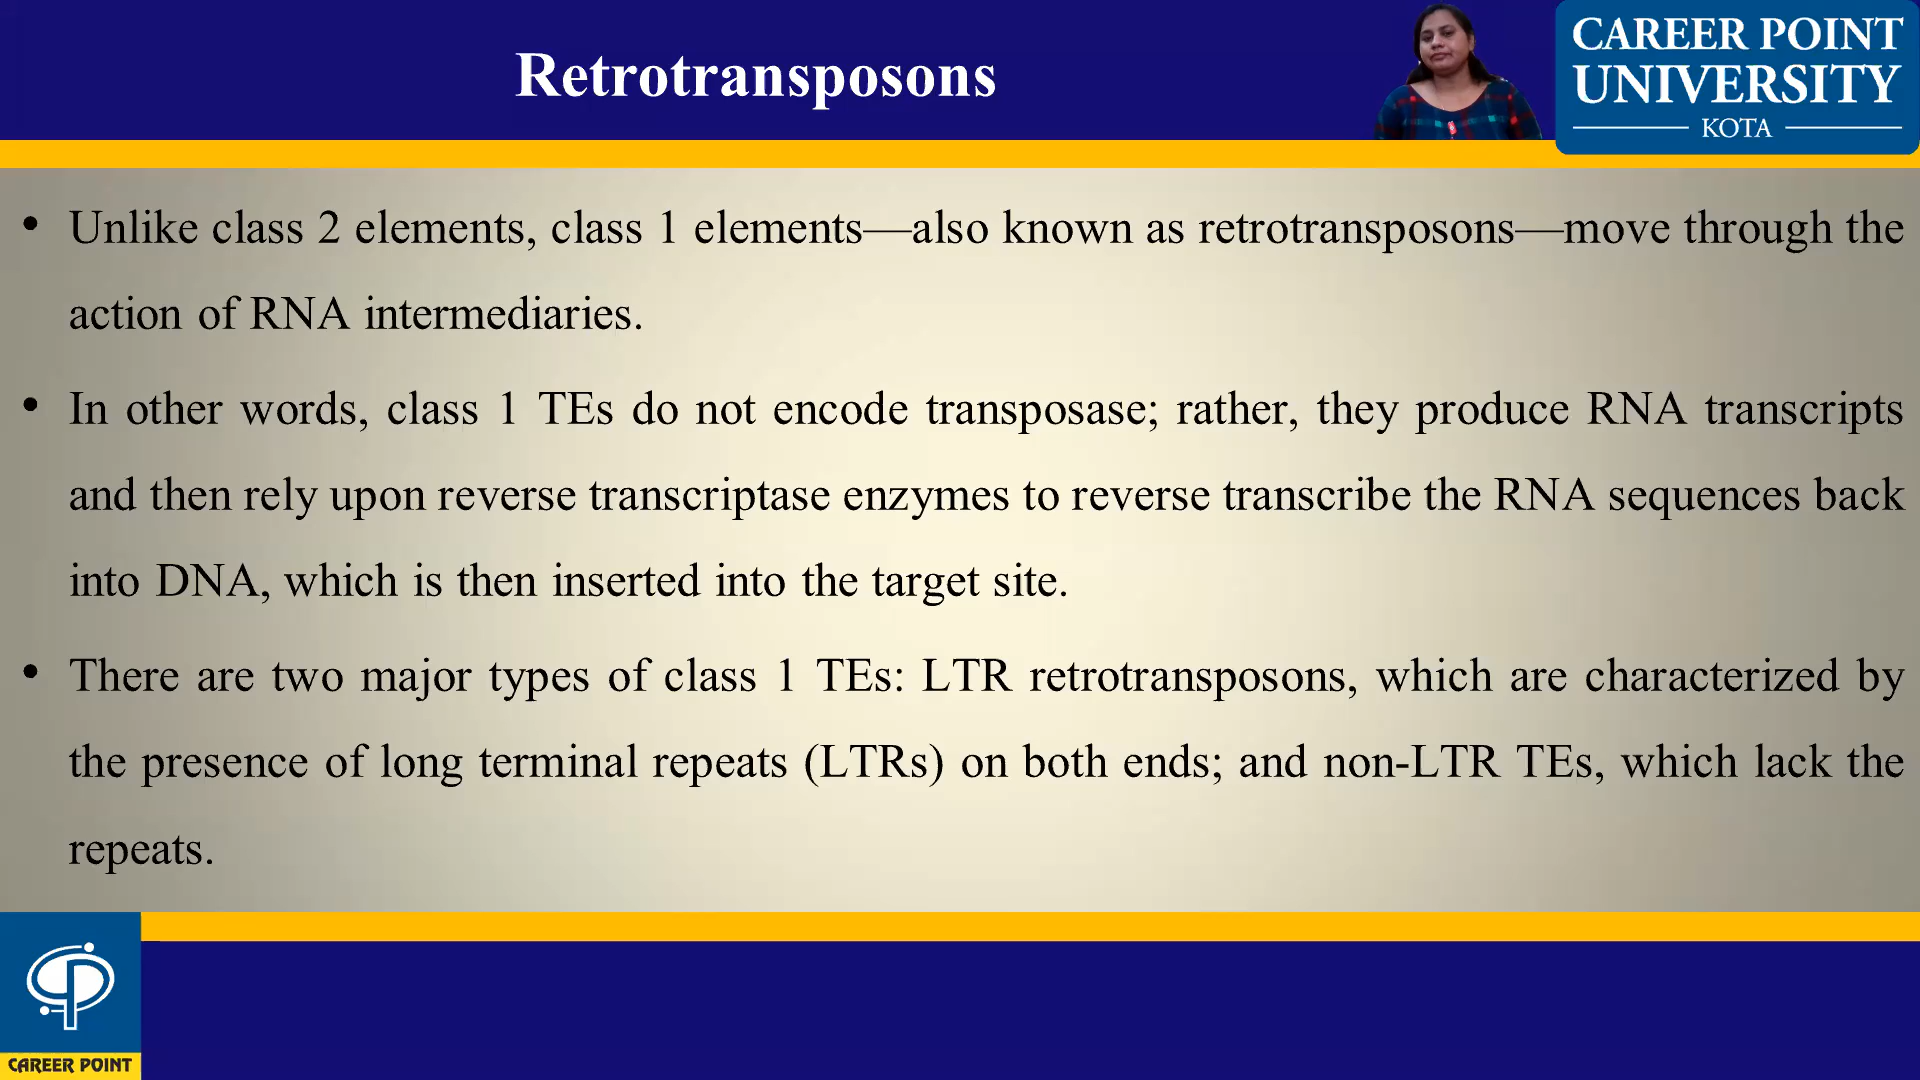 Retrotransposons
CAREER POINT
UNIVERSITY
KOTA
• Unlike class 2 elements, class 1 elements—also known as retrotransposons—move through the
action of RNA intermediaries.
• In other words, class 1 TEs do not encode transposase; rather, they produce RNA transcripts
and then rely upon reverse transcriptase enzymes to reverse transcribe the RNA sequences back
into DNA, which is then inserted into the target site.
• There are two major types of class 1 TEs: LTR retrotransposons, which are characterized by
the presence of long terminal repeats (LTRs) on both ends; and non-LTR TEs, which lack the
repeats.
CAREER POINT